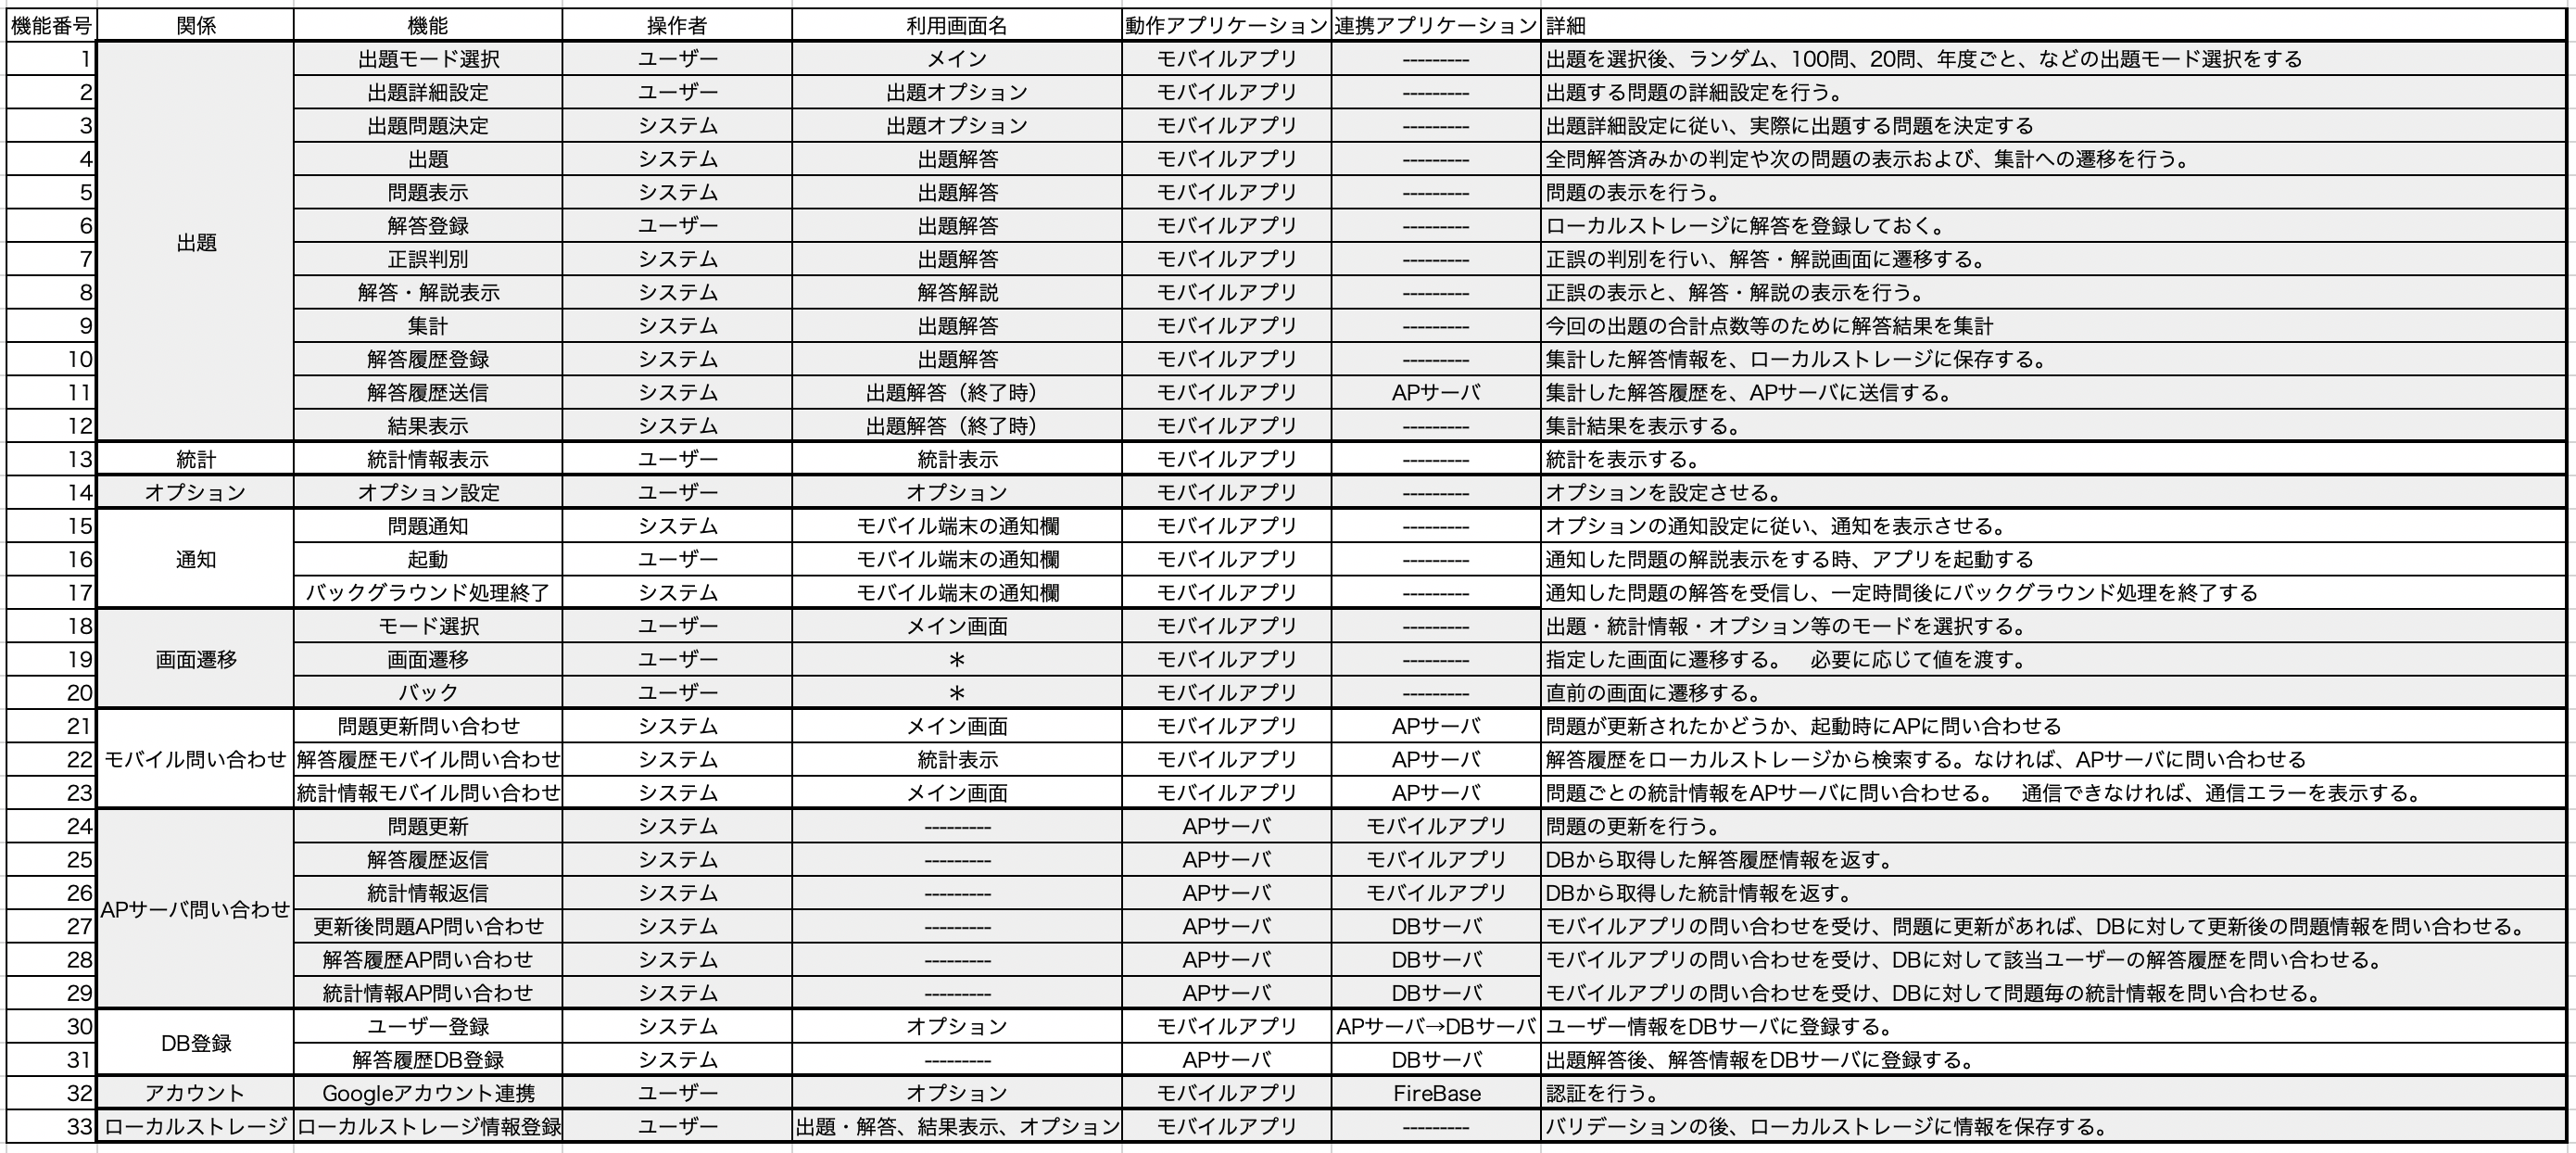 機能番号 関係 機能 操作者 利用画面名 動作アプリケーション 連携アプリケーション 詳細
1 出題モード選択 ユーザー メイン モバイルアプリ --------- 出題を選択後、ランダム、100問、20問、年度ごと、などの出題モード選択をする
2 出題詳細設定 ユーザー 出題オプション モバイルアプリ --------- 出題する問題の詳細設定を行う。
3 出題問題決定 システム 出題オプション モバイルアプリ --------- 出題詳細設定に従い、実際に出題する問題を決定する
4 出題 システム 出題解答 モバイルアプリ --------- 全問解答済みかの判定や次の問題の表示および、集計への遷移を行う。
5 問題表示 システム 出題解答 モバイルアプリ --------- 問題の表示を行う。
6 解答登録 ユーザー 出題解答 モバイルアプリ --------- ローカルストレージに解答を登録しておく。
出題
7 正誤判別 システム 出題解答 モバイルアプリ --------- 正誤の判別を行い、解答・解説画面に遷移する。
8 解答・解説表示 システム 解答解説 モバイルアプリ --------- 正誤の表示と、解答・解説の表示を行う。
9 集計 システム 出題解答 モバイルアプリ --------- 今回の出題の合計点数等のために解答結果を集計
10 解答履歴登録 システム 出題解答 モバイルアプリ --------- 集計した解答情報を、ローカルストレージに保存する。
11 解答履歴送信 システム 出題解答（終了時） モバイルアプリ APサーバ 集計した解答履歴を、APサーバに送信する。
12 結果表示 システム 出題解答（終了時） モバイルアプリ --------- 集計結果を表示する。
13 統計 統計情報表示 ユーザー 統計表示 モバイルアプリ --------- 統計を表示する。
14 オプション オプション設定 ユーザー オプション モバイルアプリ --------- オプションを設定させる。
15 問題通知 システム モバイル端末の通知欄 モバイルアプリ --------- オプションの通知設定に従い、通知を表示させる。
16 通知 起動 ユーザー モバイル端末の通知欄 モバイルアプリ --------- 通知した問題の解説表示をする時、アプリを起動する
17 バックグラウンド処理終了 システム モバイル端末の通知欄 モバイルアプリ --------- 通知した問題の解答を受信し、一定時間後にバックグラウンド処理を終了する
18 モード選択 ユーザー メイン画面 モバイルアプリ --------- 出題・統計情報・オプション等のモードを選択する。
19 画面遷移 画面遷移 ユーザー ＊ モバイルアプリ --------- 指定した画面に遷移する。　必要に応じて値を渡す。
20 バック ユーザー ＊ モバイルアプリ --------- 直前の画面に遷移する。
21 問題更新問い合わせ システム メイン画面 モバイルアプリ APサーバ 問題が更新されたかどうか、起動時にAPに問い合わせる
22 モバイル問い合わせ 解答履歴モバイル問い合わせ システム 統計表示 モバイルアプリ APサーバ 解答履歴をローカルストレージから検索する。なければ、APサーバに問い合わせる
23 統計情報モバイル問い合わせ システム メイン画面 モバイルアプリ APサーバ 問題ごとの統計情報をAPサーバに問い合わせる。　通信できなければ、通信エラーを表示する。
24 問題更新 システム --------- APサーバ モバイルアプリ 問題の更新を行う。
25 解答履歴返信 システム --------- APサーバ モバイルアプリ DBから取得した解答履歴情報を返す。
26 統計情報返信 システム --------- APサーバ モバイルアプリ DBから取得した統計情報を返す。
APサーバ問い合わせ
27 更新後問題AP問い合わせ システム --------- APサーバ DBサーバ モバイルアプリの問い合わせを受け、問題に更新があれば、DBに対して更新後の問題情報を問い合わせる。
28 解答履歴AP問い合わせ システム --------- APサーバ DBサーバ モバイルアプリの問い合わせを受け、DBに対して該当ユーザーの解答履歴を問い合わせる。
29 統計情報AP問い合わせ システム --------- APサーバ DBサーバ モバイルアプリの問い合わせを受け、DBに対して問題毎の統計情報を問い合わせる。
30 ユーザー登録 システム オプション モバイルアプリ APサーバ→DBサーバ ユーザー情報をDBサーバに登録する。
DB登録
31 解答履歴DB登録 システム --------- APサーバ DBサーバ 出題解答後、解答情報をDBサーバに登録する。
32 アカウント Googleアカウント連携 ユーザー オプション モバイルアプリ FireBase 認証を行う。
33 ローカルストレージ ローカルストレージ情報登録 ユーザー 出題・解答、結果表示、オプション モバイルアプリ --------- バリデーションの後、ローカルストレージに情報を保存する。